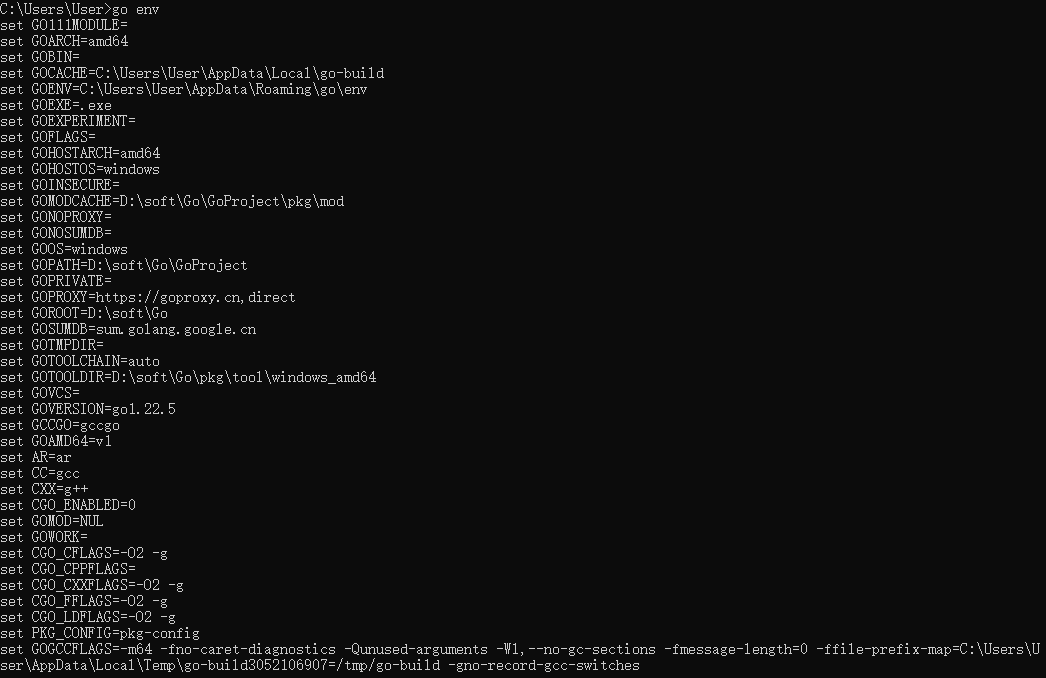 C:\Users\User>go env
set GO111MODULE=
set GOARCH=amd64
set GOBIN=
set GOCACHE=C:\Users\User\AppData\Local\go-build
set GOENV=C:\Users\User\AppData\Roaming\go\env
set GOEXE=.exe
set GOEXPERIMENT=
set GOFLAGS=
set GOHOSTARCH=amd64
set GOHOSTOS=windows
set GOINSECURE=
set GOMODCACHE=D:\soft\Go\GoProject\pkg\mod
set GONOPROXY=
set GONOSUMDB=
set GOOS=windows
set GOPATH=D:\soft\Go\GoProject
set GOPRIVATE=
set GOPROXY=https://goproxy.cn,direct
set GOROOT=D:\soft\Go
set GOSUMDB=sum.golang.google.cn
set GOTMPDIR=
set GOTOOLCHAIN=auto
set GOTOOLDIR=D:\soft\Go\pkg\tool\windows_amd64
set GOVCS=
set GOVERSION=go1.22.5
set GCCGO=gccgo
set GOAMD64=v1
set AR=ar
set CC=gcc
set CXX=g++
set CGO_ENABLED=0
set GOMOD=NUL
set GOWORK=
set CGO_CFLAGS=-O2 -g
set CGO_CPPFLAGS=
set CGO_CXXFLAGS=-O2 -g
set CGO_FFLAGS=-O2 -g
set CGO_LDFLAGS=-O2 -g
set PKG_CONFIG=pkg-config
set GOGCCFLAGS=-m64 -fno-caret-diagnostics -Qunused-arguments -Wl,--no-gc-sections -fmessage-length=0 -ffile-prefix-map=C:\Users\U
ser\AppData\Local\Temp\go-build3052106907=/tmp/go-build -gno-record-gcc-switches